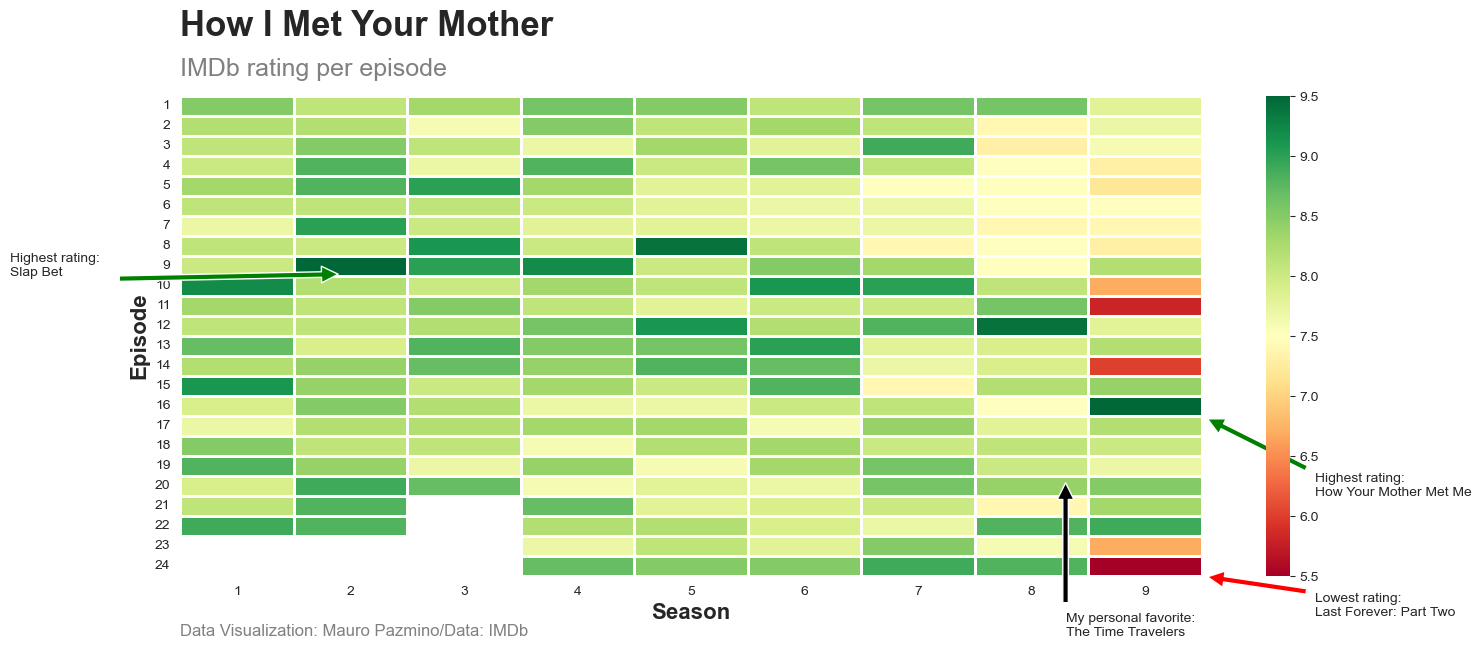 How I Met Your Mother
IMDb rating per episode
1
2
3
4
5
6
7
8
9
10
11
12
13
14
15
16
17
18
19
20
21
22
23
24
Episode
1 2 3 4 5 6 7 8 9
Season
9.5
9.0
8.5
8.0
7.5
7.0
6.5
6.0
5.5
Highest rating:
Slap Bet
Highest rating:
How Your Mother Met Me
Lowest rating:
Last Forever: Part Two
My personal favorite:
The Time Travelers
Data Visualization: Mauro Pazmino/Data: IMDb